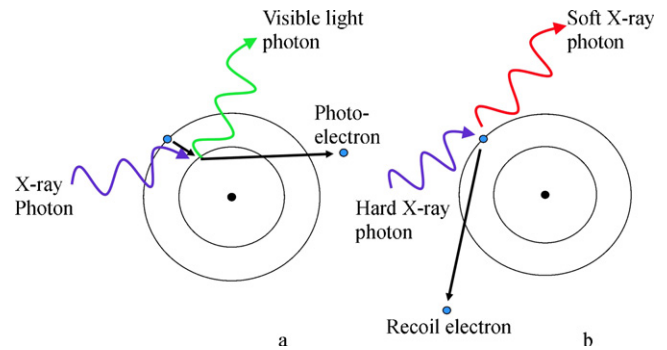 Visible light
photon
Photo-
electron
X-ray
Photon
a
Soft X-ray
photon
Hard X-ray
photon
Recoil electron
b